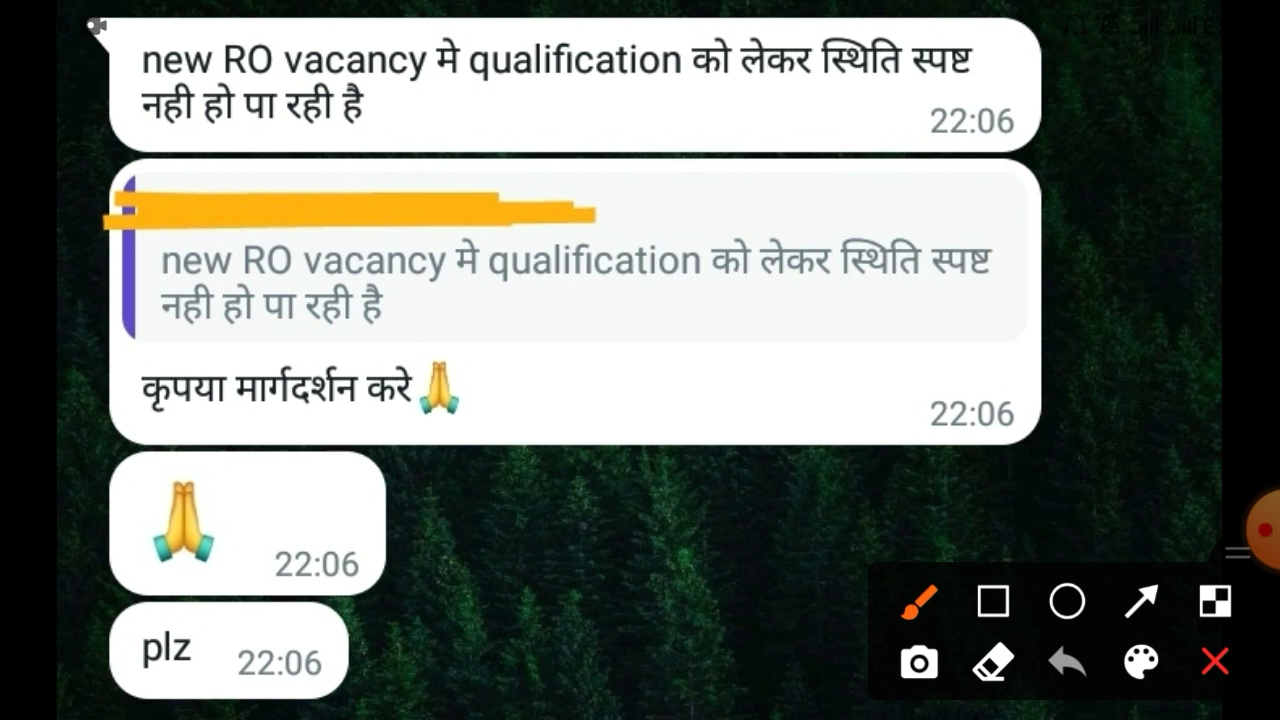 new RO vacancy मे qualification को लेकर स्थिति स्पष्ट
नही हो पा रही है
22:06
new RO vacancy मे qualification को लेकर स्थिति स्पष्ट
नही हो पा रही है
कृपया मार्गदर्शन करे🙏
22:06
🙏
22:06
plz 22:06